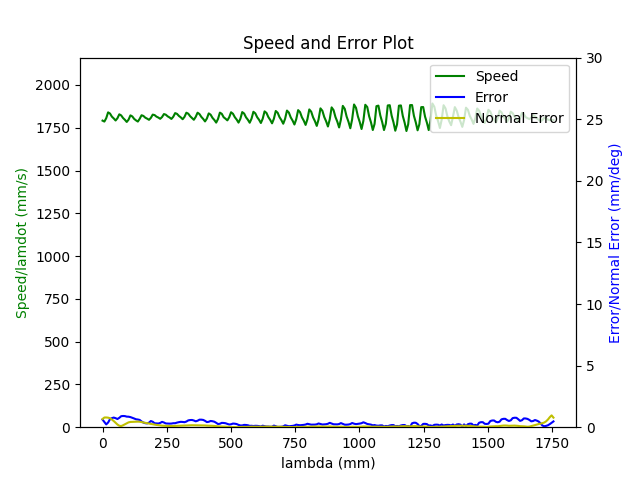 Speed and Error Plot
Speed
Error
Normal Error
2000
1750
1500
1250
1000
750
500
250
0
Speed/lamdot (mm/s)
30
25
20
15
10
5
0
Error/Normal Error (mm/deg)
0 250 500 750 1000 1250 1500 1750
lambda (mm)